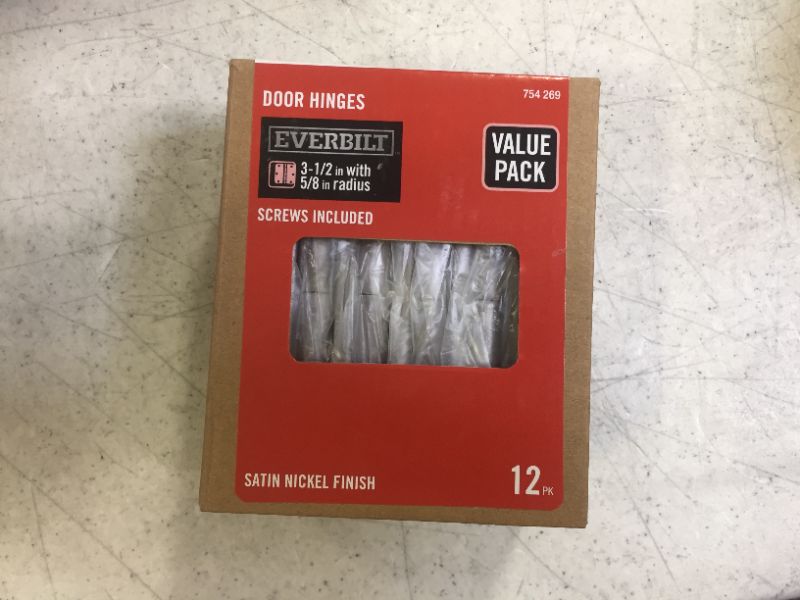 DOOR HINGES
754 269
EVERBILT
3-1/2 in with
5/8 in radius
VALUE
PACK
SCREWS INCLUDED
SATIN NICKEL FINISH
12 PK